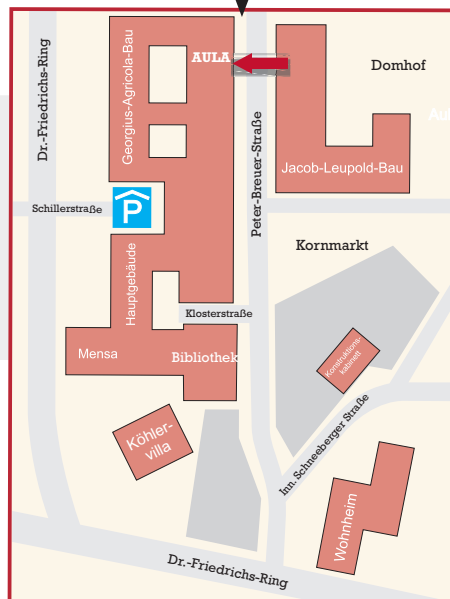 Dr.-Friedrichs-Ring
Georgius-Agricola-Bau
AULA
Domhof
Peter-Breuer-Straße
Jacob-Leupold-Bau
Schillerstraße
P
Kornmarkt
Hauptgebäude
Klosterstraße
Mensa
Bibliothek
Konstruktions-
kabinett
Inn. Schneeberger Straße
Köhler-
villa
Wohnheim
Dr.-Friedrichs-Ring